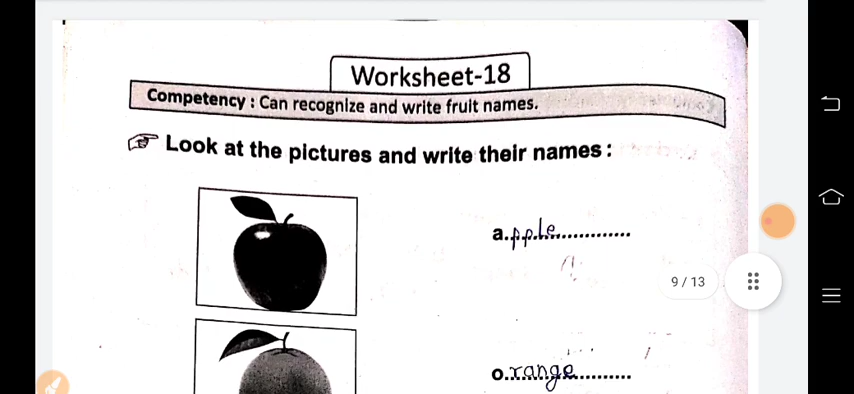 Worksheet-18
Competency : Can recognize and write fruit names.
Look at the pictures and write their names :
a.pple.............
9 / 13
o.range............